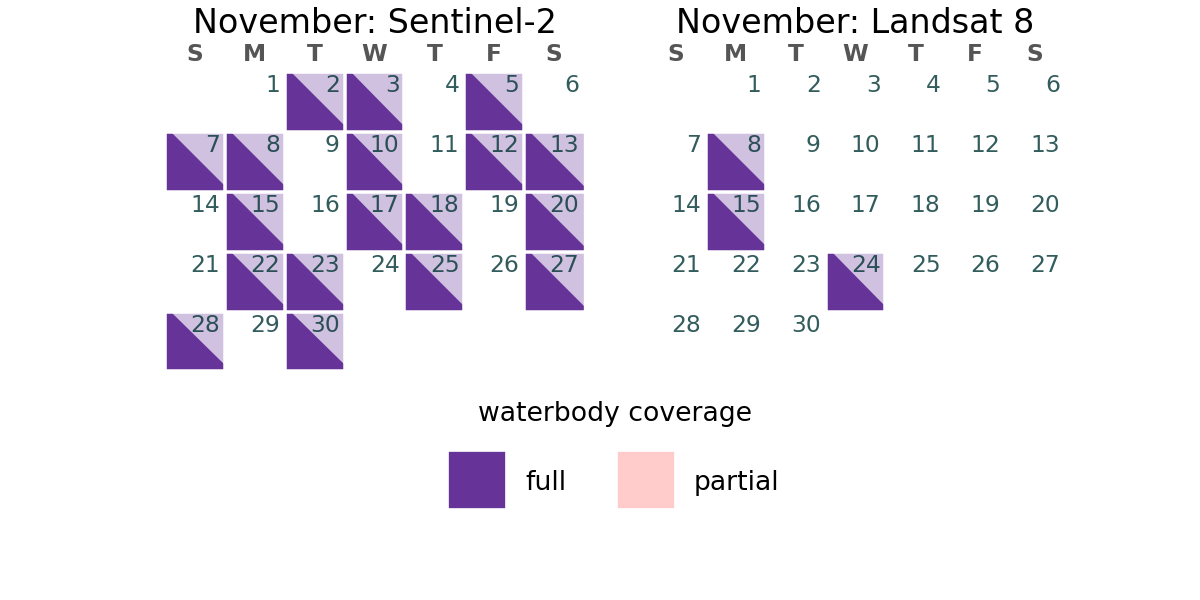 November: Sentinel-2
S M T W T F S
1 2 3 4 5 6
7 8 9 10 11 12 13
14 15 16 17 18 19 20
21 22 23 24 25 26 27
28 29 30
November: Landsat 8
S M T W T F S
1 2 3 4 5 6
7 8 9 10 11 12 13
14 15 16 17 18 19 20
21 22 23 24 25 26 27
28 29 30
waterbody coverage
full partial